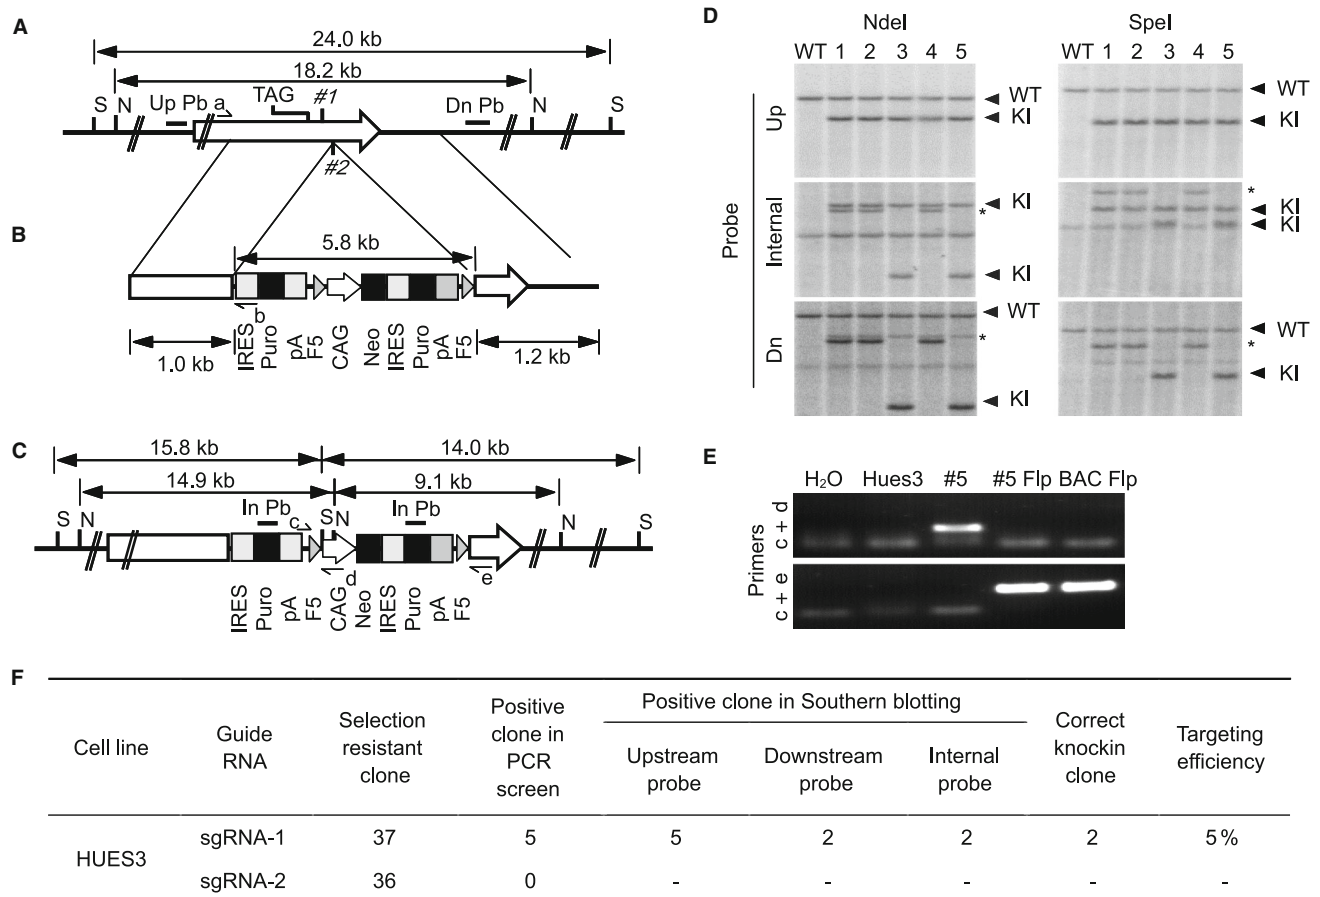 A
24.0 kb
18.2 kb
S N Up Pb a TAG #1 Dn Pb N S
#2
B
5.8 kb
b
IRES Puro pA F5 CAG Neo IRES Puro pA F5
1.0 kb
1.2 kb
C
15.8 kb 14.0 kb
14.9 kb 9.1 kb
S N In Pb c S N In Pb N S
d e
IRES Puro pA F5 CAG Neo IRES Puro pA F5
D
NdeI SpeI
WT 1 2 3 4 5 WT 1 2 3 4 5
Probe
Up
WT
KI
WT
KI
Internal
KI
*
KI
*
KI
KI
Dn
WT
*
KI
WT
*
KI
E
H₂O Hues3 #5 #5 Flp BAC Flp
Primers
c + d
c + e
F
Cell line
Guide RNA
Selection resistant clone
Positive clone in PCR screen
Positive clone in Southern blotting
Upstream probe
Downstream probe
Internal probe
Correct knockin clone
Targeting efficiency
HUES3
sgRNA-1 37 5 5 2 2 2 5%
sgRNA-2 36 0 - - - - -